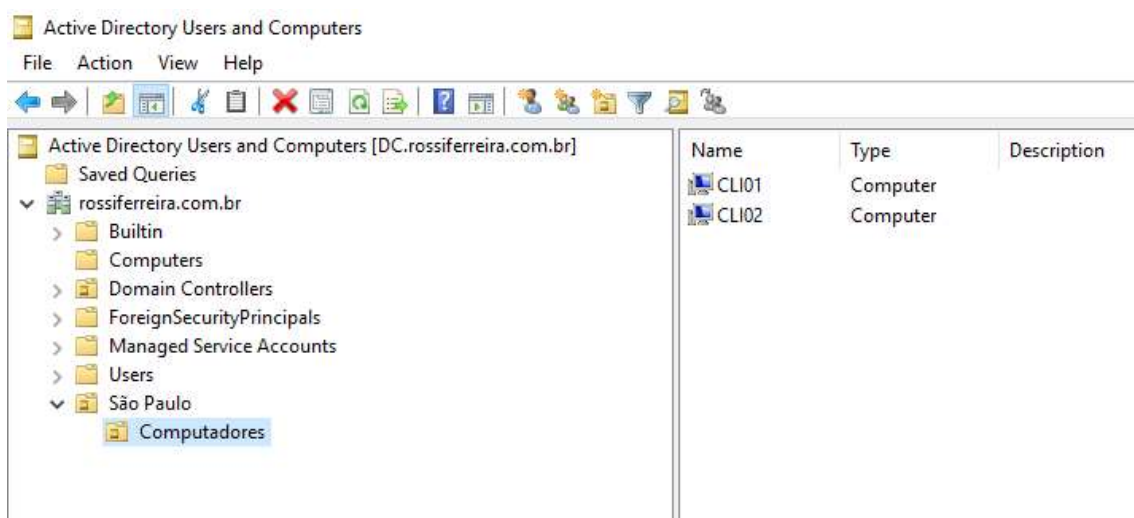 Active Directory Users and Computers
File Action View Help
Active Directory Users and Computers [DC.rossiferreira.com.br]
Saved Queries
rossiferreira.com.br
Builtin
Computers
Domain Controllers
ForeignSecurityPrincipals
Managed Service Accounts
Users
São Paulo
Computadores
Name Type Description
CLI01 Computer
CLI02 Computer